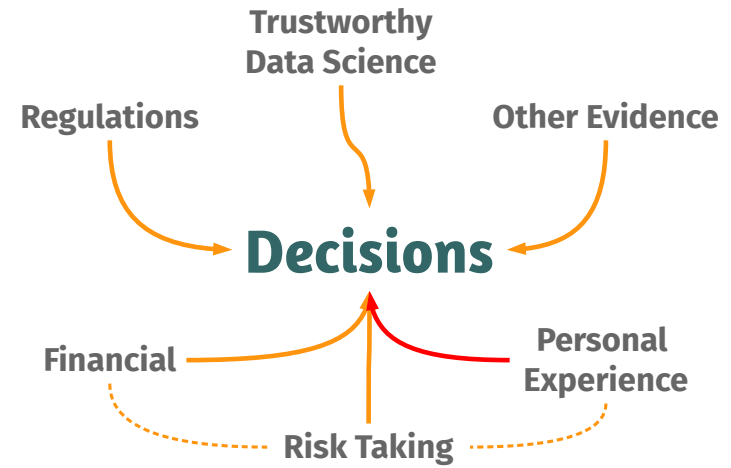 Trustworthy
Data Science
Regulations
Other Evidence
Decisions
Financial
Personal
Experience
Risk Taking